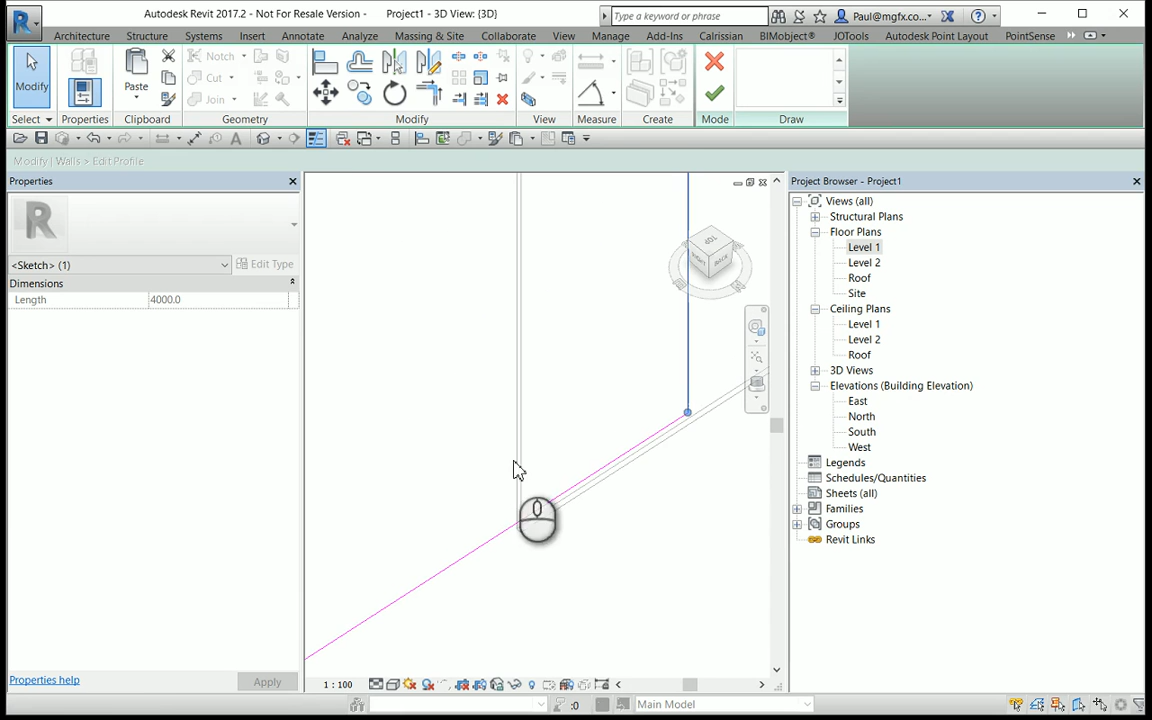 Autodesk Revit 2017.2 - Not For Resale Version -    Project1 - 3D View: {3D}
Type a keyword or phrase
Paul@mgfx.co...
Architecture Structure Systems Insert Annotate Analyze Massing & Site Collaborate View Manage Add-Ins Calrissian BIMobject® JOTools Autodesk Point Layout PointSense
Modify
Paste
Notch
Cut
Join
Select Properties Clipboard Geometry Modify View Measure Create Mode Draw
Modify | Walls > Edit Profile
Properties
<Sketch> (1)
Edit Type
Dimensions
Length 4000.0
Properties help
Apply
TOP
BACK
Project Browser - Project1
Views (all)
Structural Plans
Floor Plans
Level 1
Level 2
Roof
Site
Ceiling Plans
Level 1
Level 2
Roof
3D Views
Elevations (Building Elevation)
East
North
South
West
Legends
Schedules/Quantities
Sheets (all)
Families
Groups
Revit Links
1 : 100
:0
Main Model